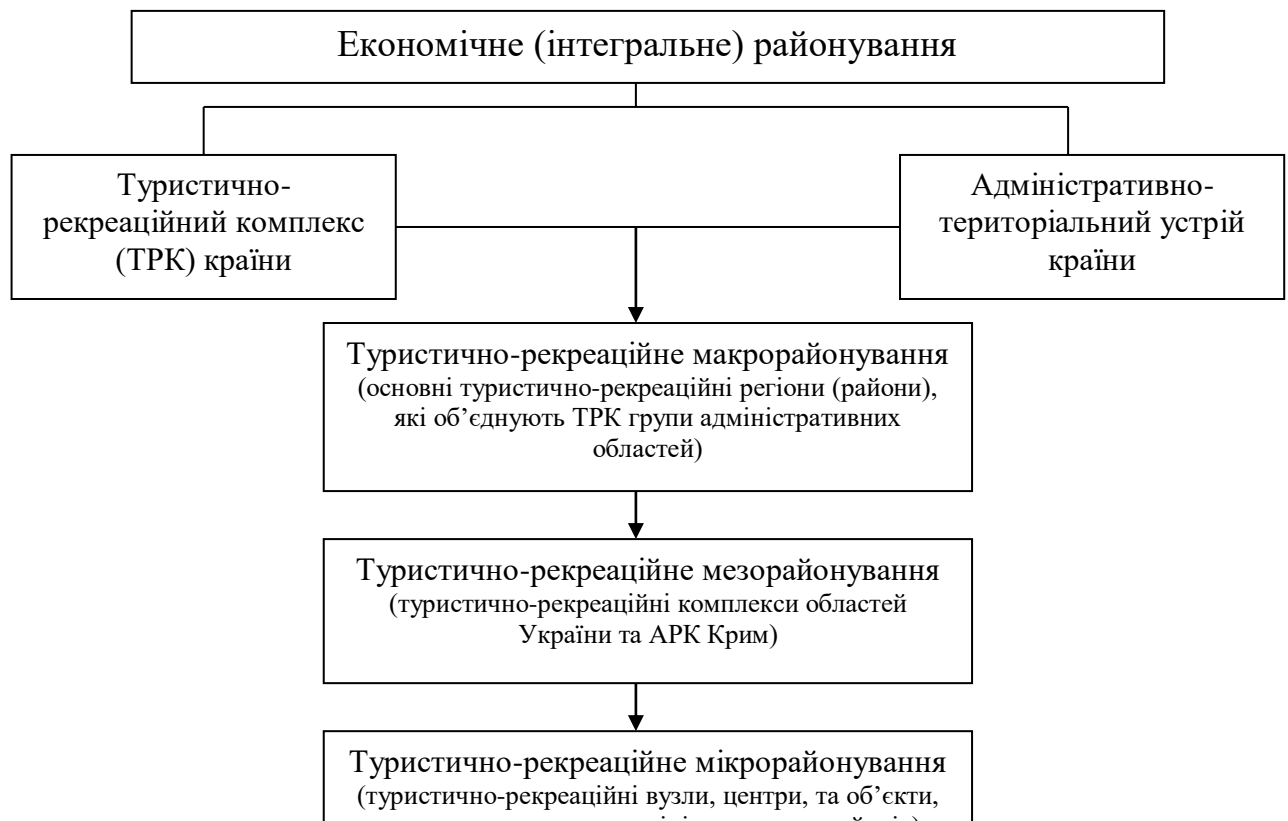 Економічне (інтегральне) районування
Туристично-
рекреаційний комплекс
(ТРК) країни
Адміністративно-
територіальний устрій
країни
Туристично-рекреаційне макрорайонування
(основні туристично-рекреаційні регіони (райони),
які об’єднують ТРК групи адміністративних
областей)
Туристично-рекреаційне мезорайонування
(туристично-рекреаційні комплекси областей
України та АРК Крим)
Туристично-рекреаційне мікрорайонування
(туристично-рекреаційні вузли, центри, та об’єкти,